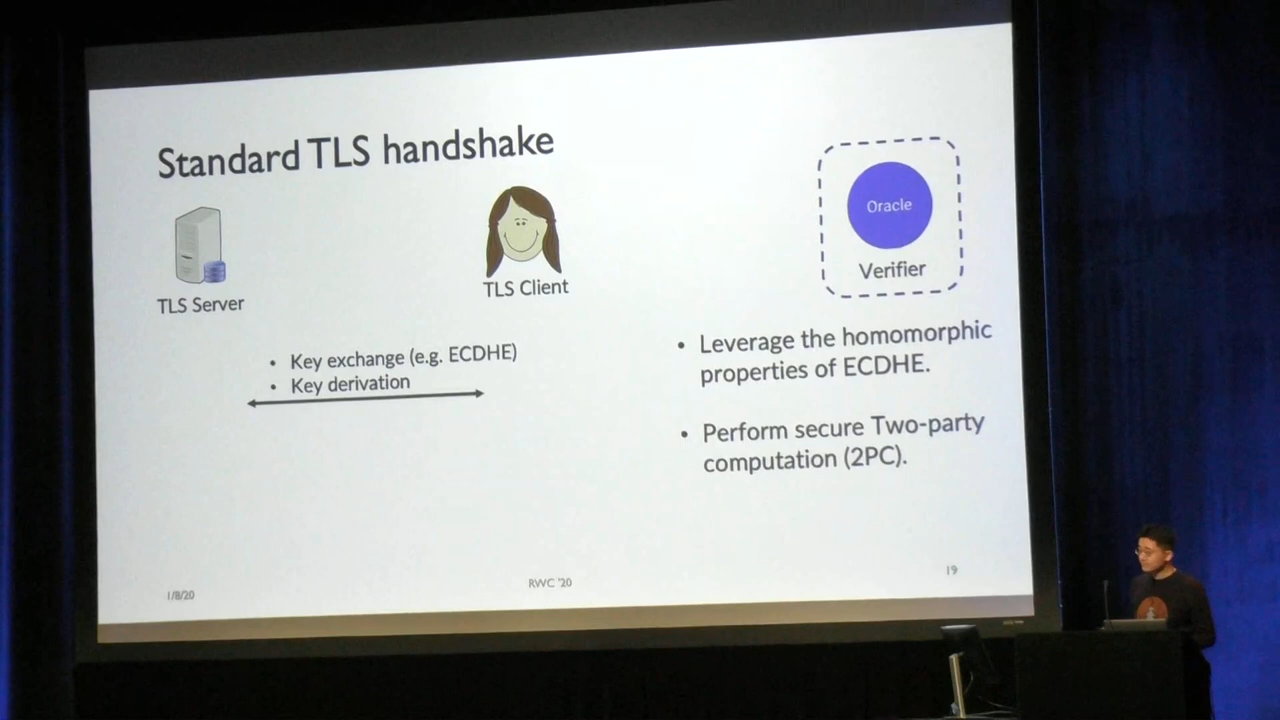 Standard TLS handshake
TLS Server
TLS Client
Oracle
Verifier
• Key exchange (e.g. ECDHE)
• Key derivation
• Leverage the homomorphic
properties of ECDHE.
• Perform secure Two-party
computation (2PC).
1/8/20
RWC '20
19